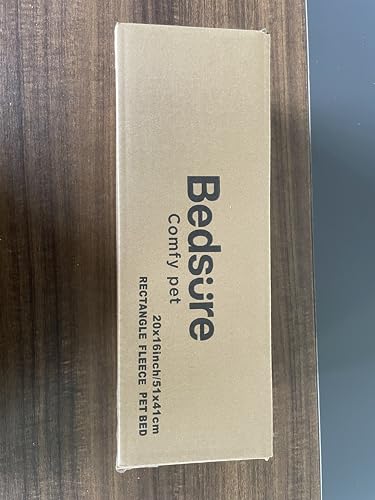 Bedsure
Comfy pet
20x16inch/51x41cm
RECTANGLE FLEECE PET BED